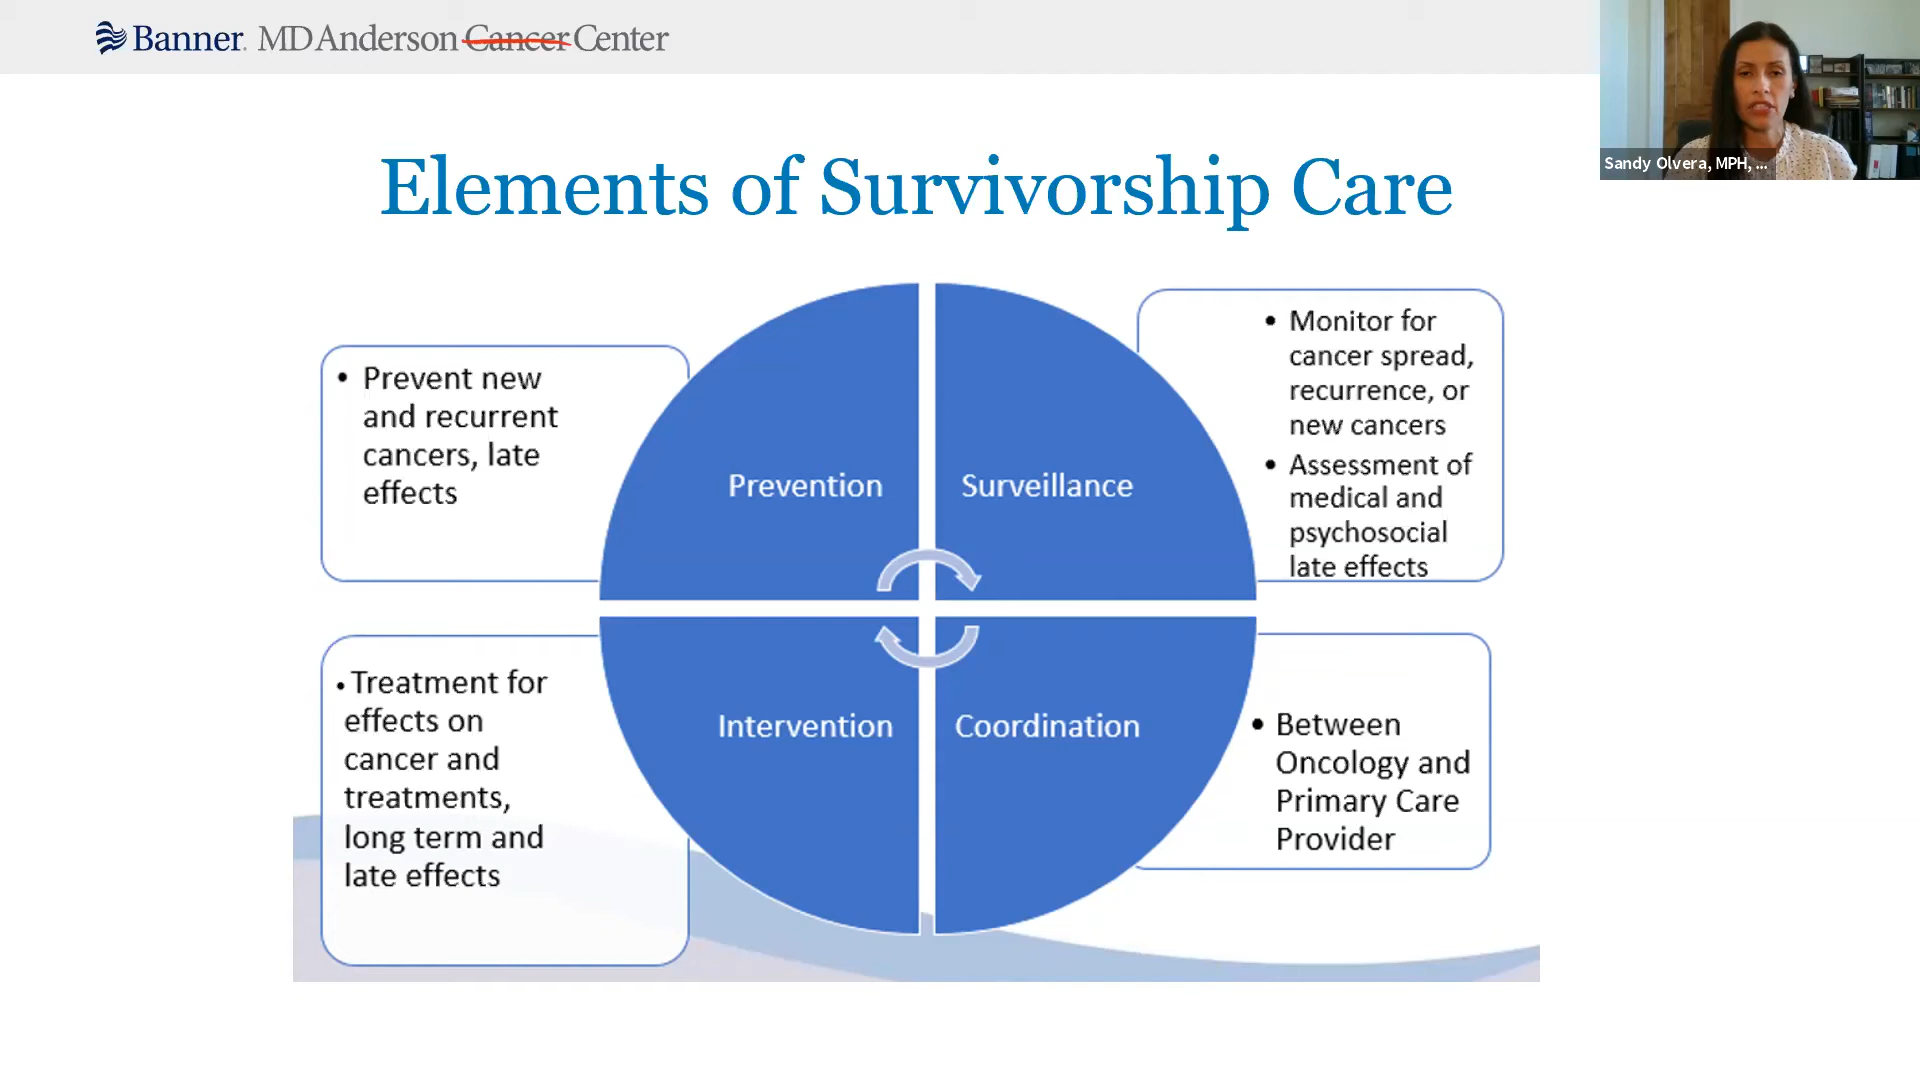 Banner. MD Anderson Cancer Center
Sandy Olvera, MPH, ...
Elements of Survivorship Care
• Prevent new
and recurrent
cancers, late
effects
Prevention
Surveillance
• Monitor for
cancer spread,
recurrence, or
new cancers
• Assessment of
medical and
psychosocial
late effects
• Treatment for
effects on
cancer and
treatments,
long term and
late effects
Intervention
Coordination
• Between
Oncology and
Primary Care
Provider